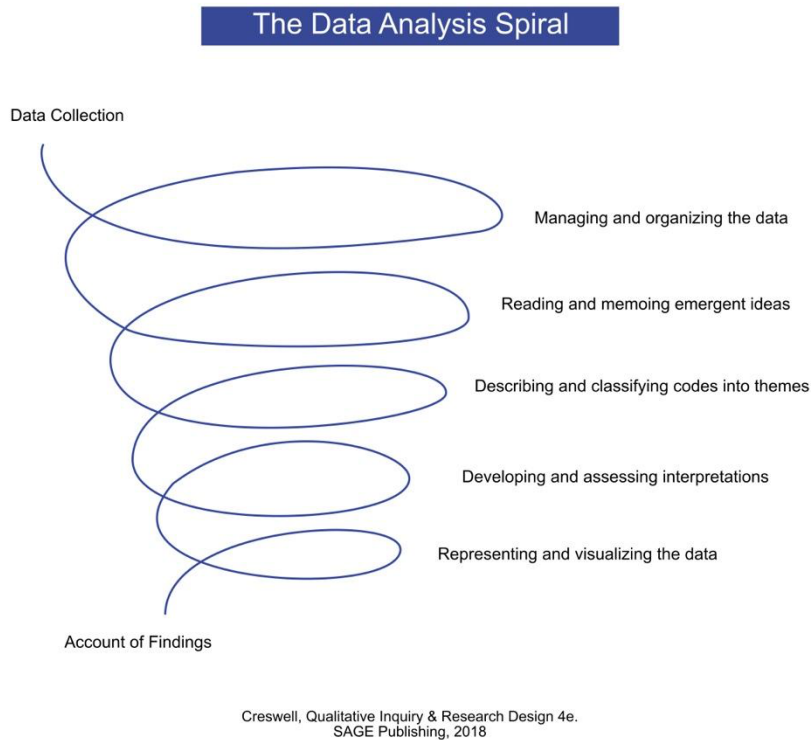 The Data Analysis Spiral
Data Collection
Managing and organizing the data
Reading and memoing emergent ideas
Describing and classifying codes into themes
Developing and assessing interpretations
Representing and visualizing the data
Account of Findings
Creswell, Qualitative Inquiry & Research Design 4e.
SAGE Publishing, 2018